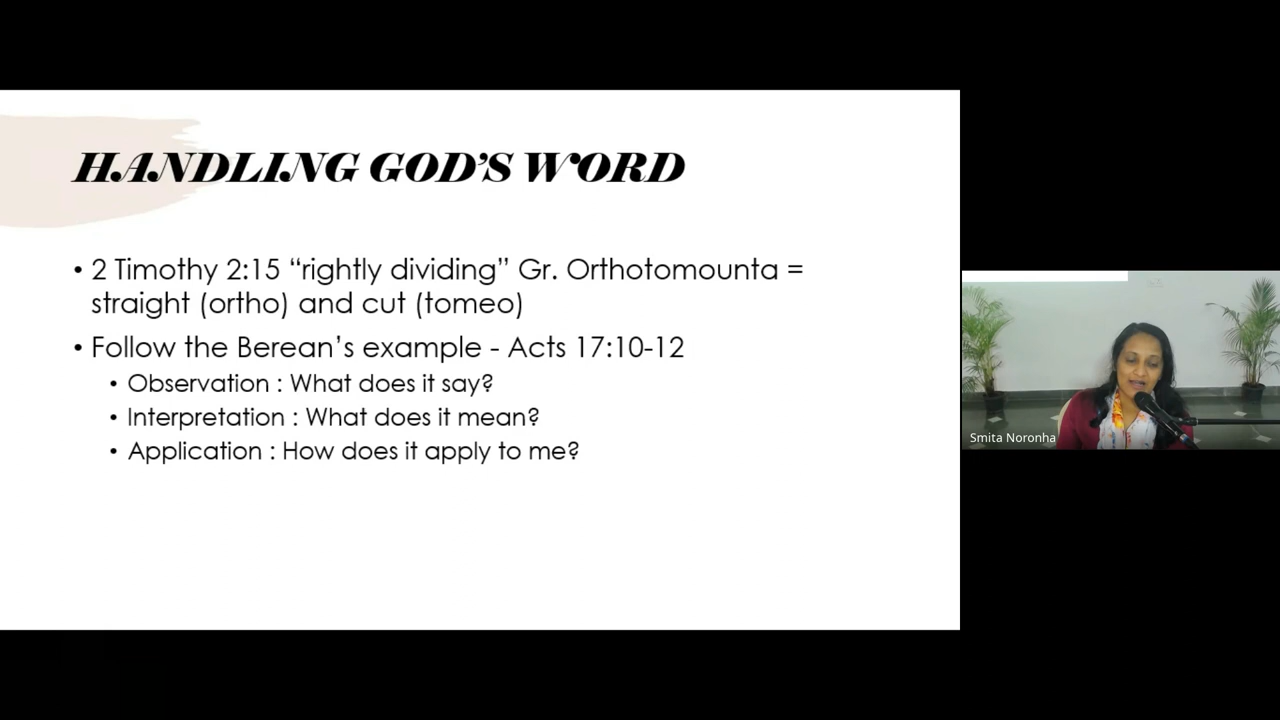 HANDLING GOD'S WORD
• 2 Timothy 2:15 “rightly dividing” Gr. Orthotomounta =
straight (ortho) and cut (tomeo)
• Follow the Berean’s example - Acts 17:10-12
• Observation : What does it say?
• Interpretation : What does it mean?
• Application : How does it apply to me?
Smita Noronha